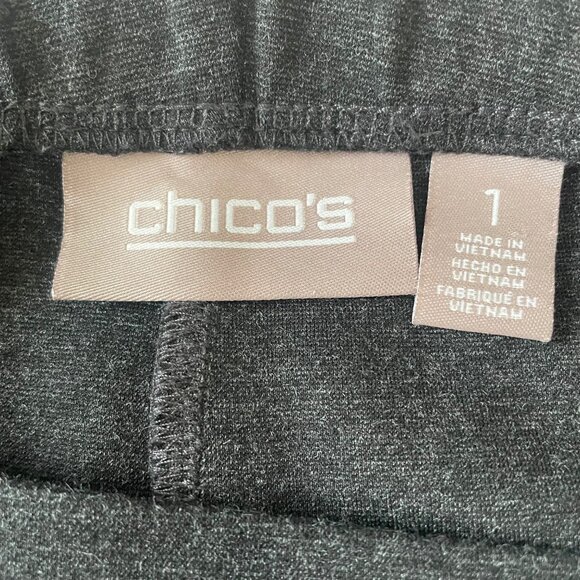 chico's
1
MADE IN
VIETNAM
HECHO EN
VIETNAM
FABRIQUÉ EN
VIETNAM